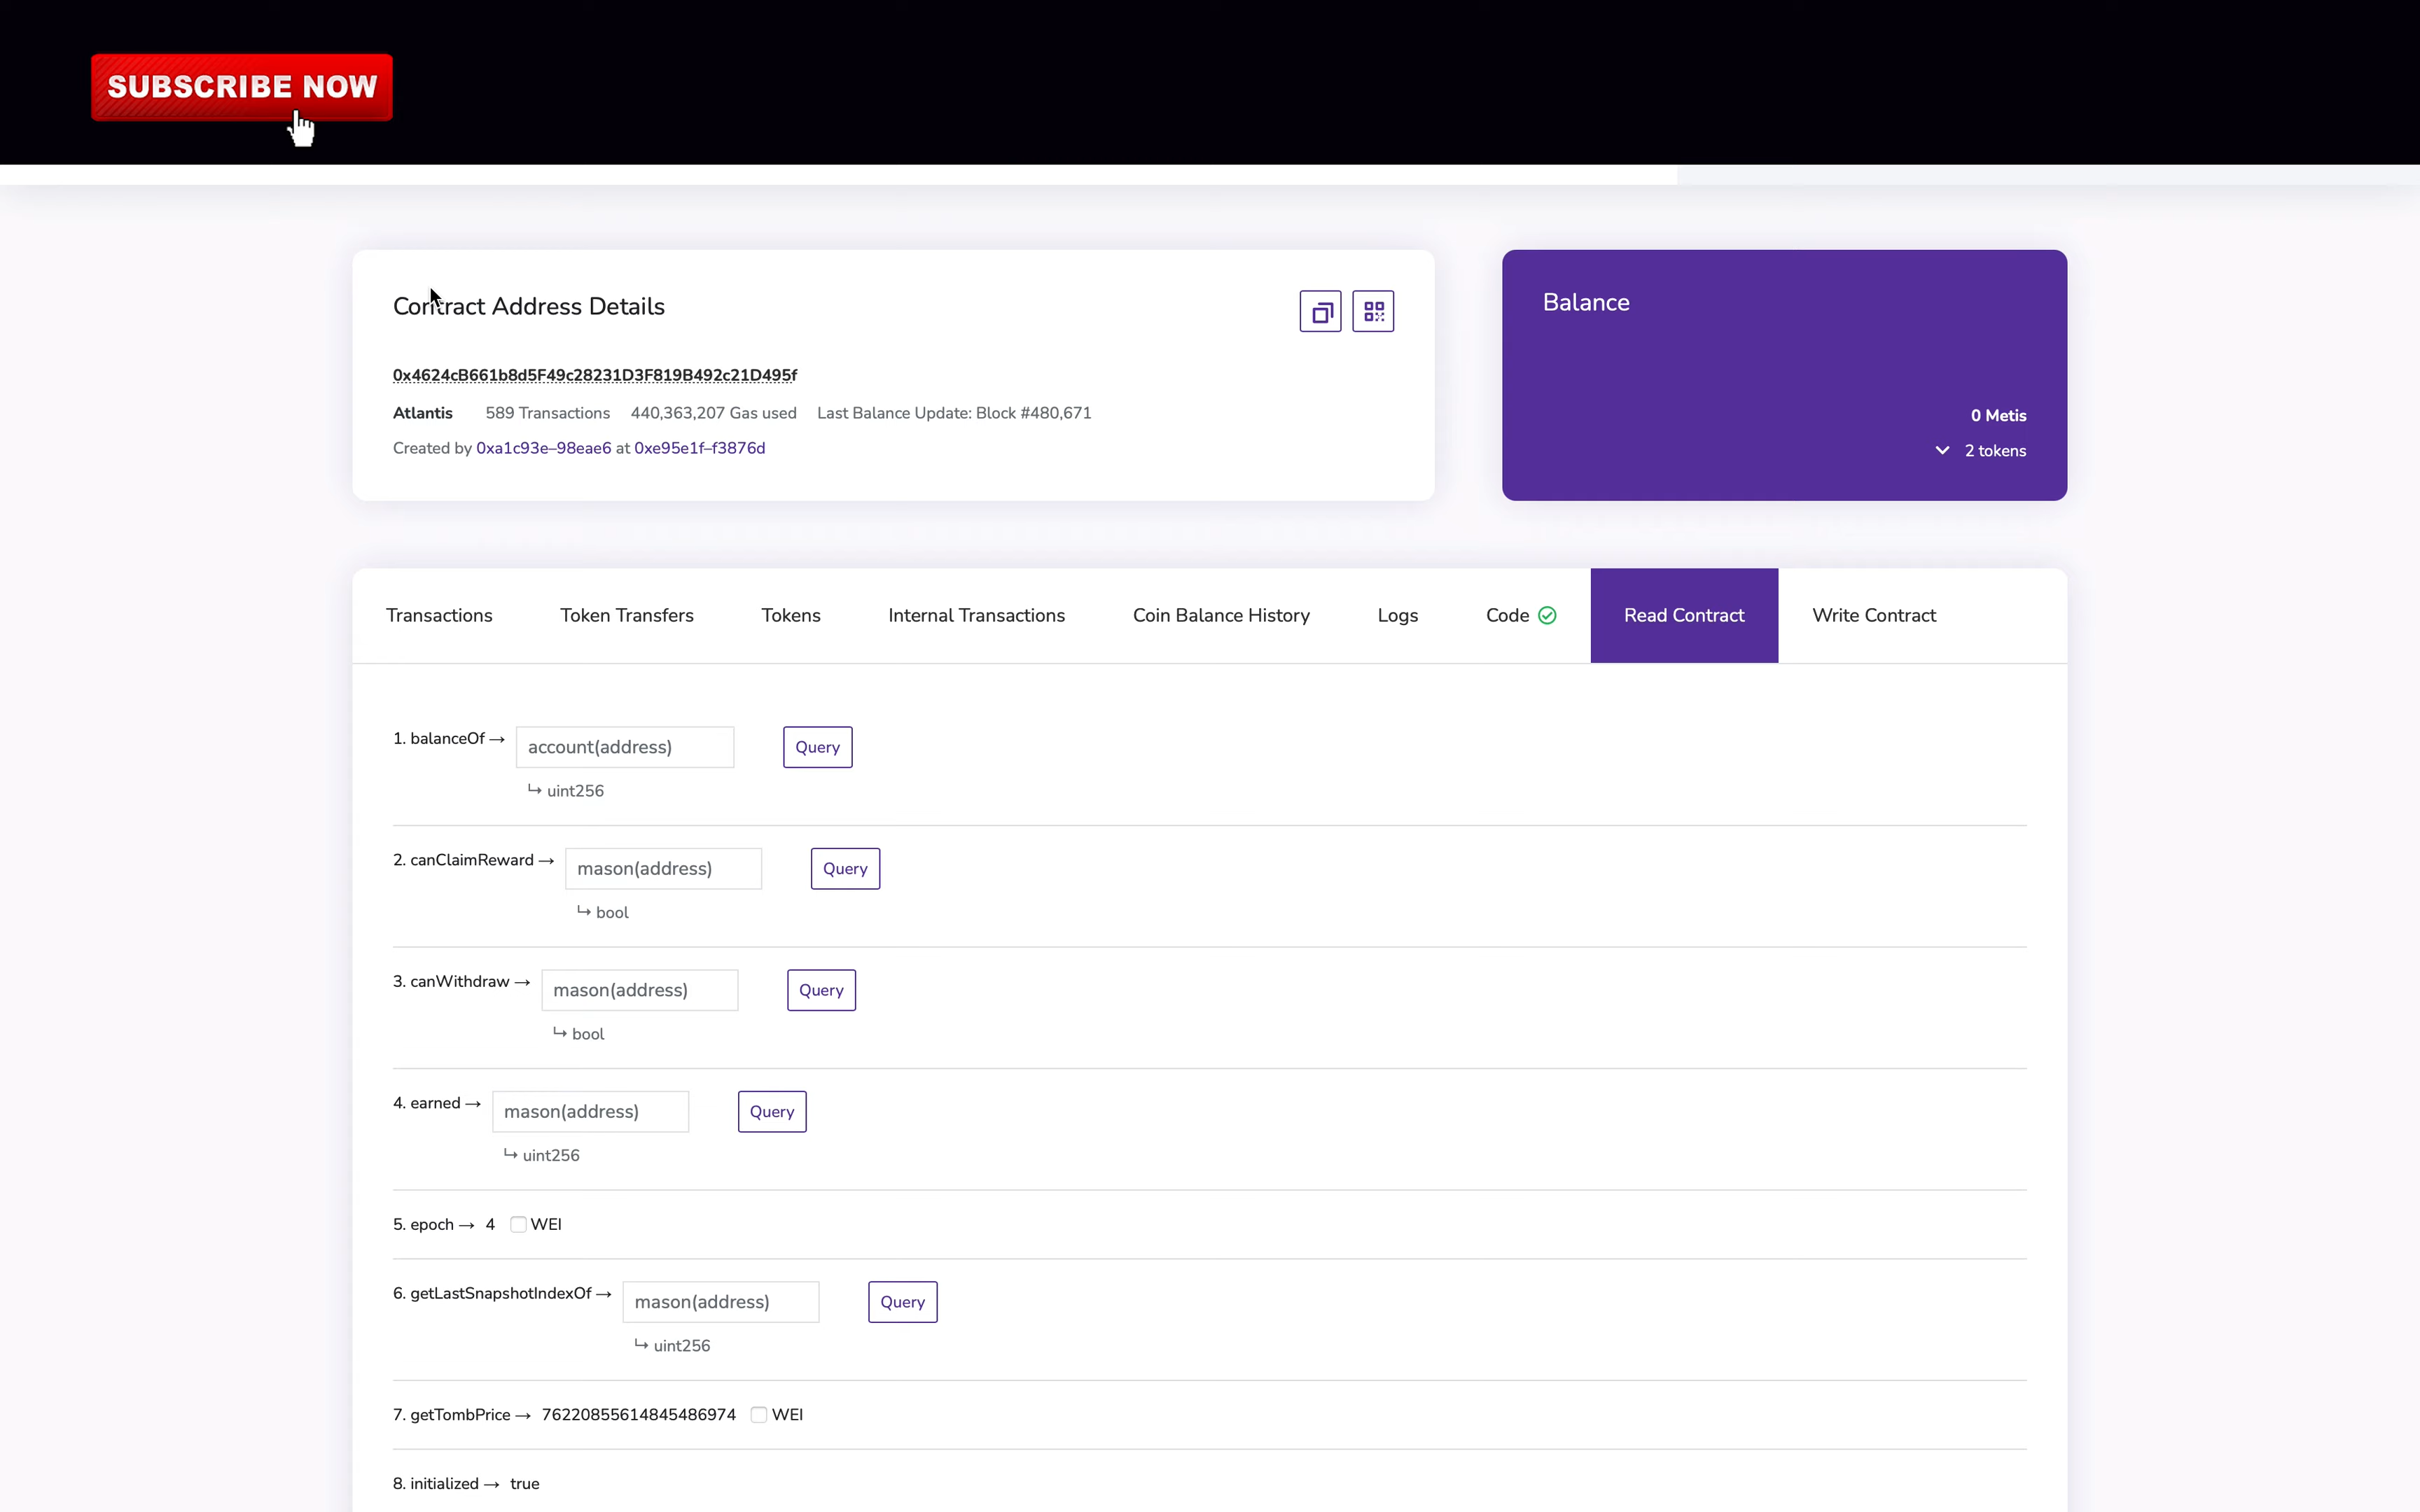 SUBSCRIBE NOW
Contract Address Details
0x4624cB661b8d5F49c28231D3F819B492c21D495f
Atlantis 589 Transactions 440,363,207 Gas used Last Balance Update: Block #480,671
Created by 0xa1c93e–98eae6 at 0xe95e1f–f3876d
Balance
0 Metis
2 tokens
Transactions Token Transfers Tokens Internal Transactions Coin Balance History Logs Code Read Contract Write Contract
1. balanceOf → account(address) Query
↳ uint256
2. canClaimReward → mason(address) Query
↳ bool
3. canWithdraw → mason(address) Query
↳ bool
4. earned → mason(address) Query
↳ uint256
5. epoch → 4 WEI
6. getLastSnapshotIndexOf → mason(address) Query
↳ uint256
7. getTombPrice → 76220855614845486974 WEI
8. initialized → true